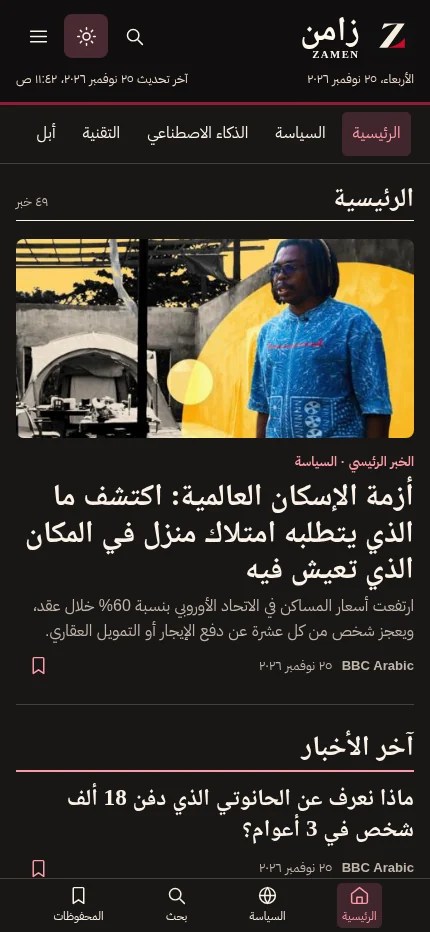 زامن
ZAMEN
الأربعاء، ٢٥ نوفمبر ٢٠٢٦
آخر تحديث ٢٥ نوفمبر ٢٠٢٦، ١١:٤٢ ص
الرئيسية
السياسة
الذكاء الاصطناعي
التقنية
أبل
الرئيسية
٤٩ خبر
الخبر الرئيسي · السياسة
أزمة الإسكان العالمية: اكتشف ما
الذي يتطلبه امتلاك منزل في المكان
الذي تعيش فيه
ارتفعت أسعار المساكن في الاتحاد الأوروبي بنسبة 60% خلال عقد،
ويعجز شخص من كل عشرة عن دفع الإيجار أو التمويل العقاري.
BBC Arabic ٢٥ نوفمبر ٢٠٢٦
آخر الأخبار
ماذا نعرف عن الحانوتي الذي دفن 18 ألف
شخص في 3 أعوام؟
BBC Arabic ٢٥ نوفمبر ٢٠٢٦
الرئيسية
السياسة
بحث
المحفوظات